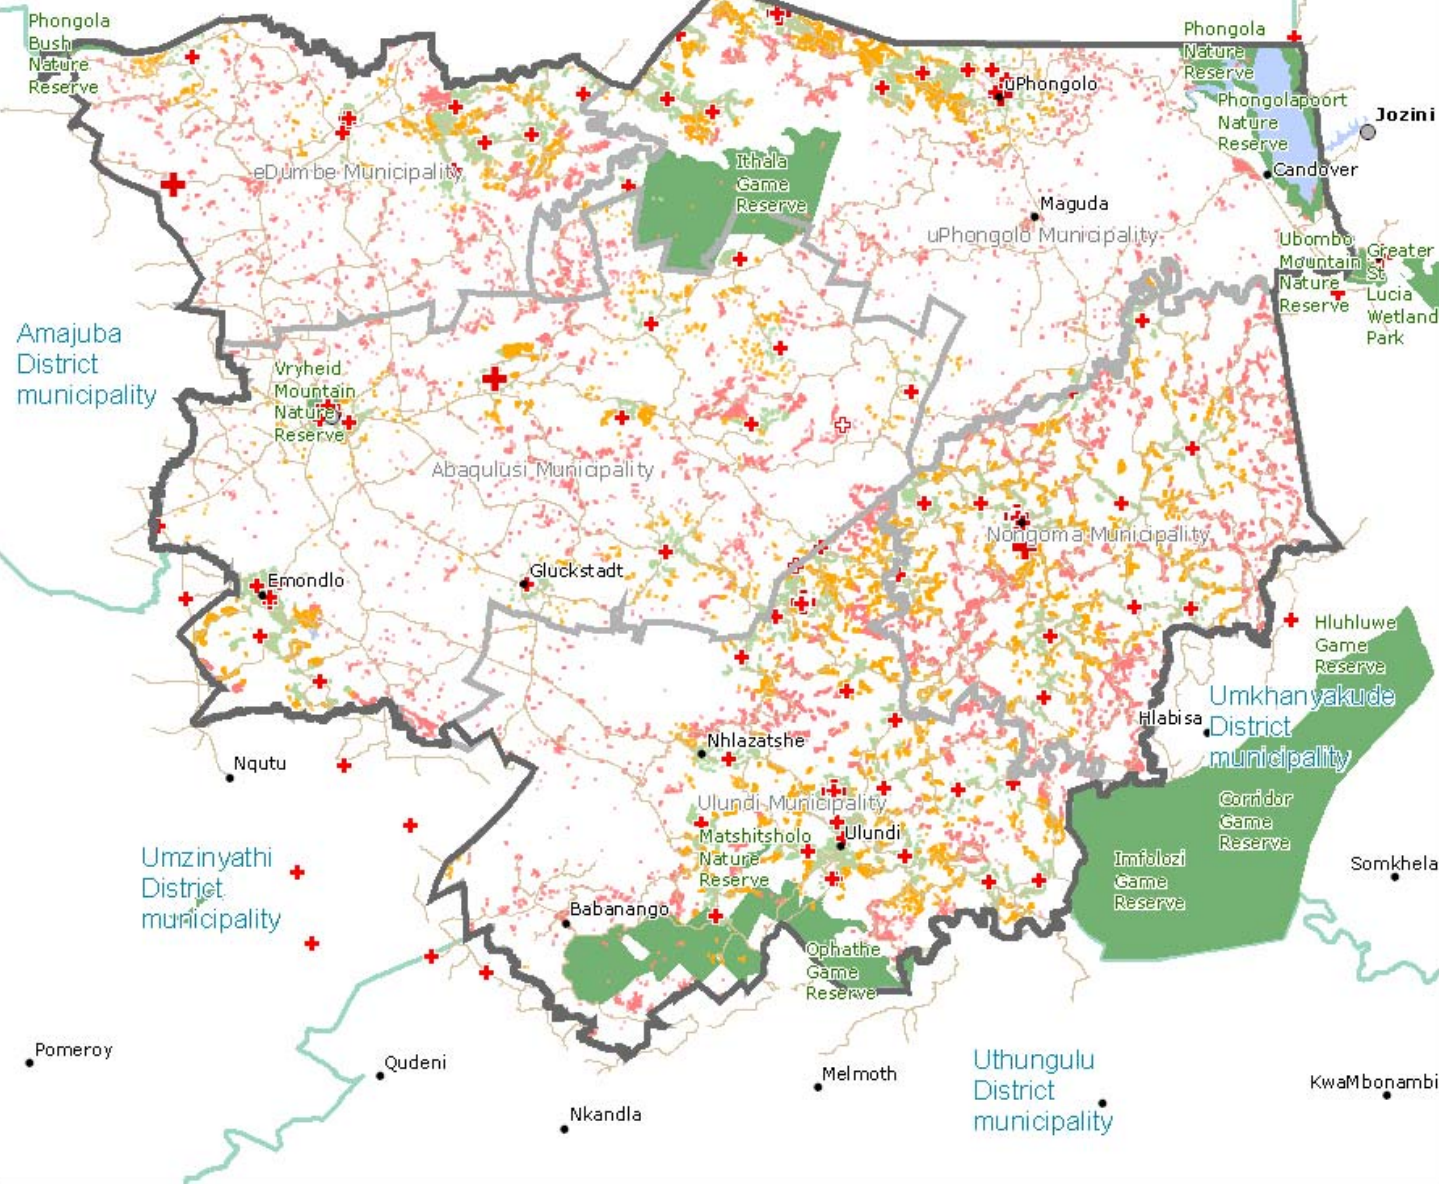 Phongola
Bush
Nature
Reserve
Phongola
Nature
Reserve
uPhongolo
Phongolapoort
Nature
Reserve
Jozini
Ithala
Game
Reserve
eDumbe Municipality
Candover
Maguda
uPhongolo Municipality
Ubombo
Mountain
Nature
Reserve
Greater
St
Lucia
Wetland
Park
Amajuba
District
municipality
Vryheid
Mountain
Nature
Reserve
Abaqulusi Municipality
Nongoma Municipality
Gluckstadt
Emondlo
Hluhluwe
Game
Reserve
Umkhanyakude
District
municipality
Hlabisa
Nhlazatshe
Nqutu
Ulundi Municipality
Corridor
Game
Reserve
Ulundi
Matshitsholo
Nature
Reserve
Umzinyathi
District
municipality
Imfolozi
Game
Reserve
Somkhela
Babanango
Ophathe
Game
Reserve
Pomeroy
Qudeni
Melmoth
Uthungulu
District
municipality
KwaMbonambi
Nkandla